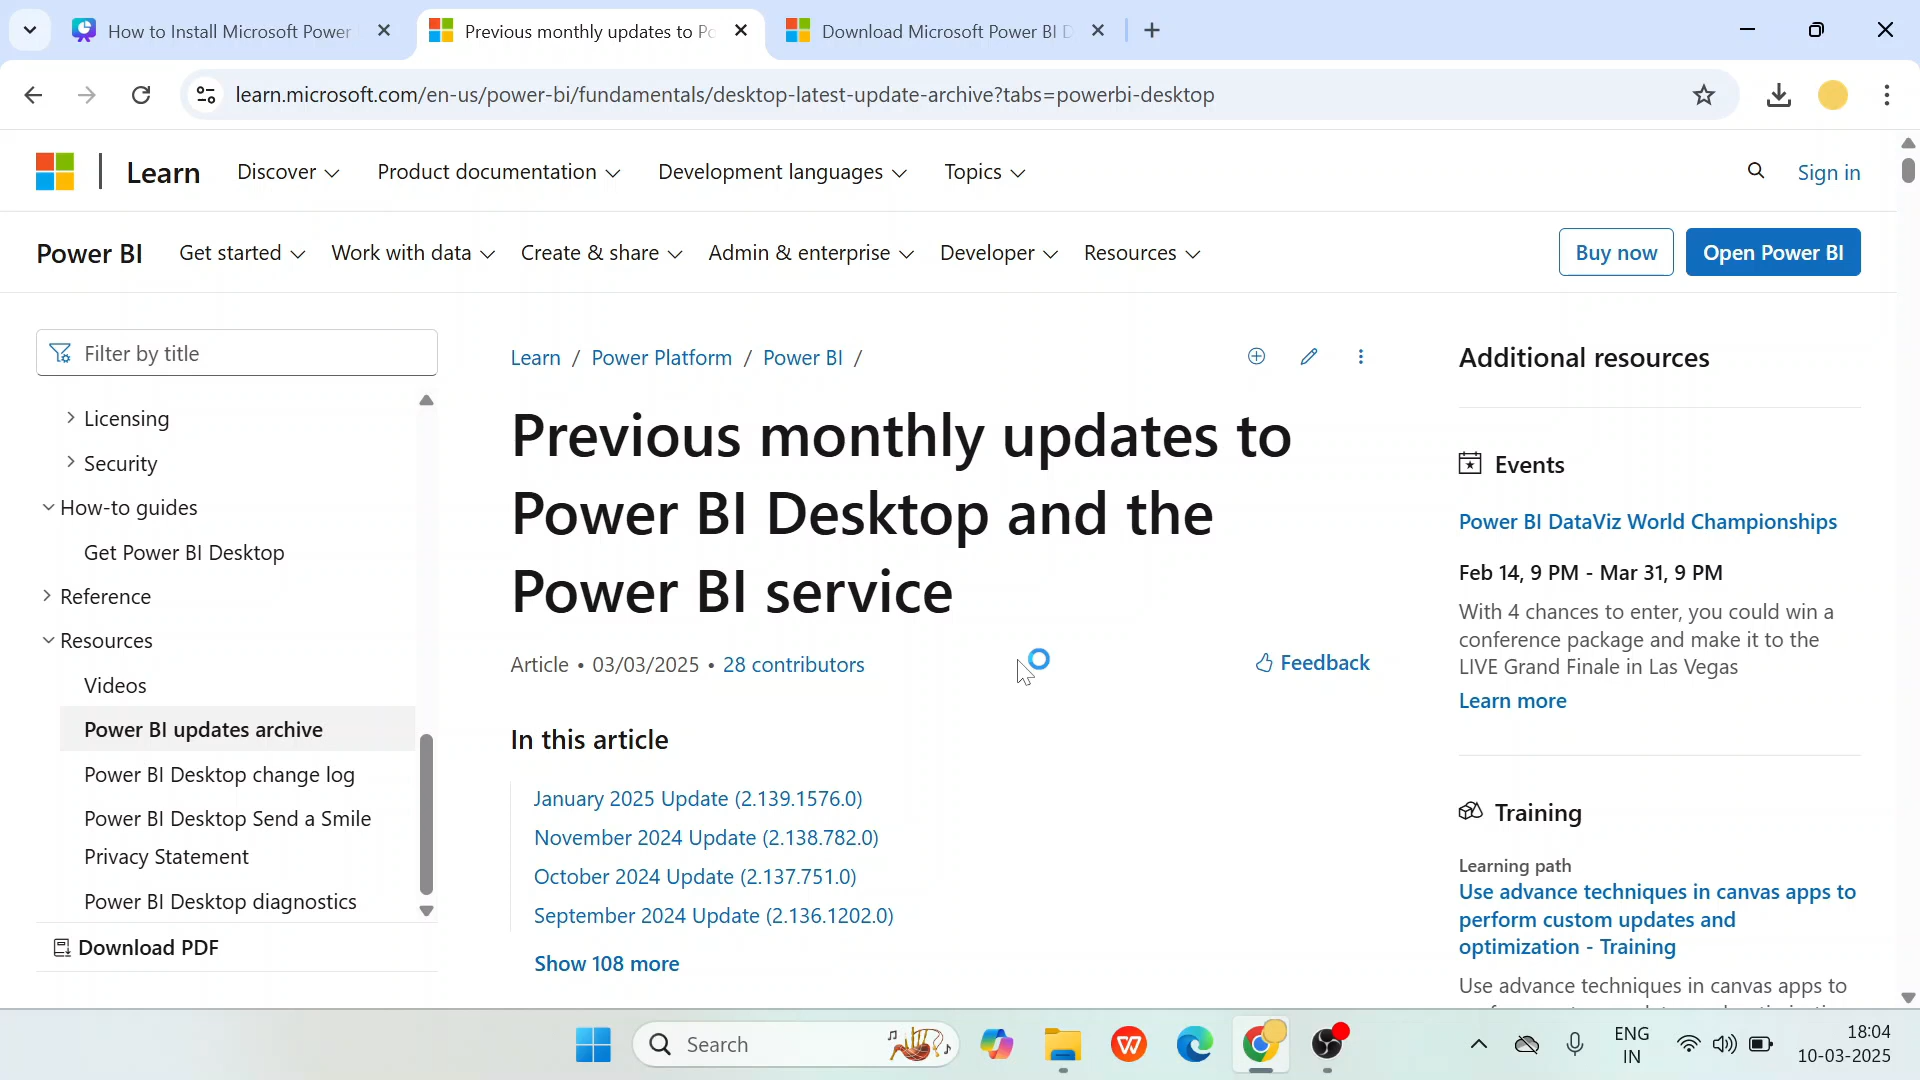 How to Install Microsoft Power
Previous monthly updates to Po
Download Microsoft Power BI D
learn.microsoft.com/en-us/power-bi/fundamentals/desktop-latest-update-archive?tabs=powerbi-desktop
Learn
Discover
Product documentation
Development languages
Topics
Sign in
Power BI
Get started
Work with data
Create & share
Admin & enterprise
Developer
Resources
Buy now
Open Power BI
Filter by title
Licensing
Security
How-to guides
Get Power BI Desktop
Reference
Resources
Videos
Power BI updates archive
Power BI Desktop change log
Power BI Desktop Send a Smile
Privacy Statement
Power BI Desktop diagnostics
Download PDF
Learn / Power Platform / Power BI /
Previous monthly updates to
Power BI Desktop and the
Power BI service
Article • 03/03/2025 • 28 contributors
Feedback
In this article
January 2025 Update (2.139.1576.0)
November 2024 Update (2.138.782.0)
October 2024 Update (2.137.751.0)
September 2024 Update (2.136.1202.0)
Show 108 more
Additional resources
Events
Power BI DataViz World Championships
Feb 14, 9 PM - Mar 31, 9 PM
With 4 chances to enter, you could win a
conference package and make it to the
LIVE Grand Finale in Las Vegas
Learn more
Training
Learning path
Use advance techniques in canvas apps to
perform custom updates and
optimization - Training
Use advance techniques in canvas apps to
Search
ENG
IN
18:04
10-03-2025